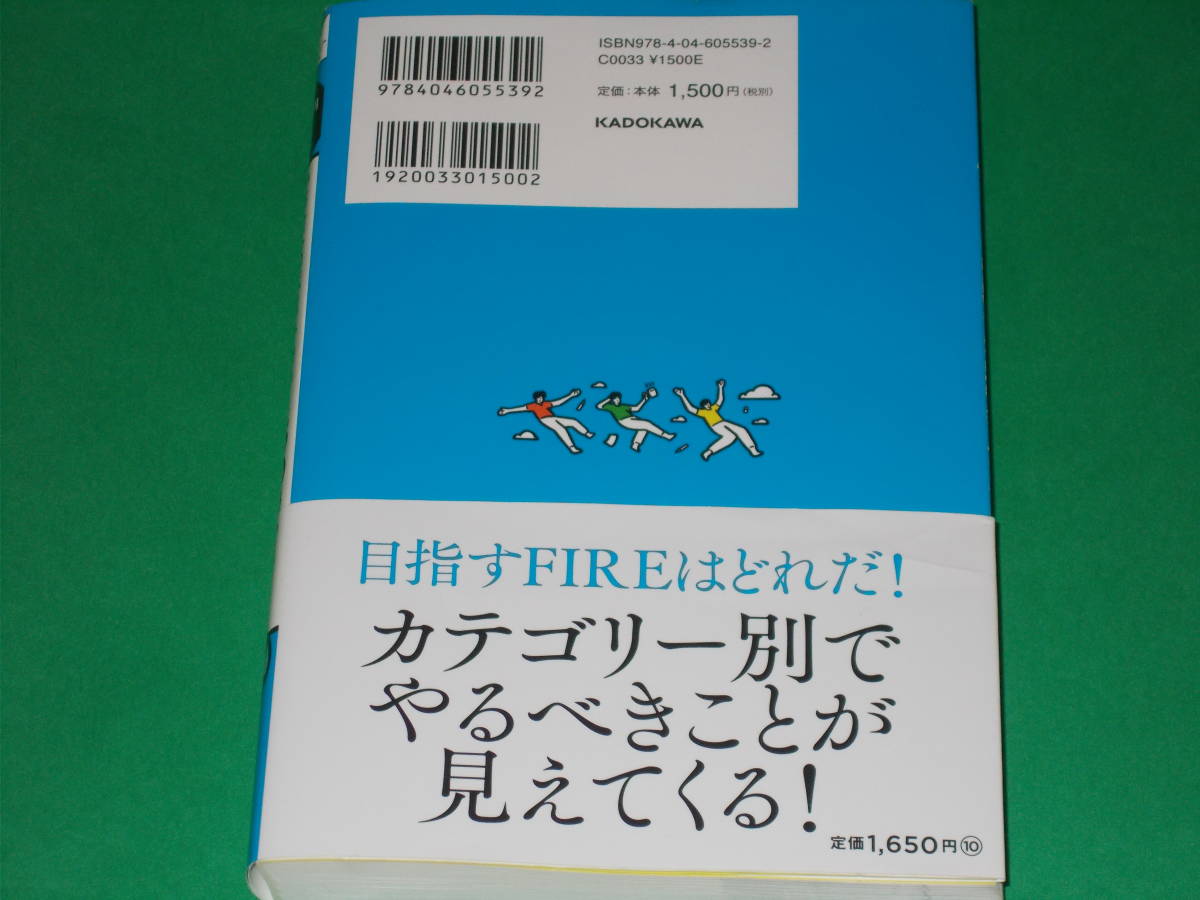 ISBN978-4-04-605539-2
C0033 ¥1500E
定価:本体 1,500円(税別)
KADOKAWA
9784046055392
1920033015002
目指すFIREはどれだ!
カテゴリー別で
やるべきことが
見えてくる!
定価1,650円⑩